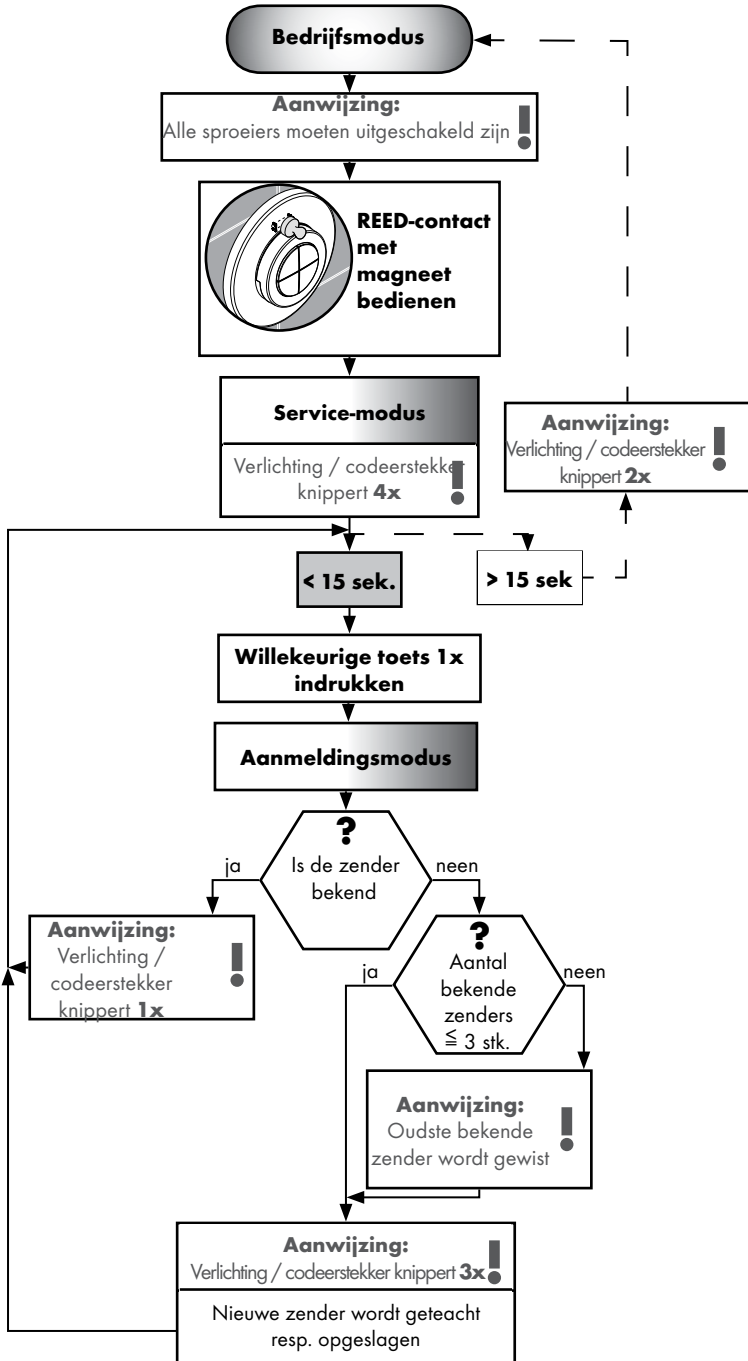 Bedrijfsmodus
Aanwijzing:
Alle sproeiers moeten uitgeschakeld zijn
!
REED-contact
met
magneet
bedienen
Service-modus
Verlichting / codeerstekker
knippert 4x
!
Aanwijzing:
Verlichting / codeerstekker
knippert 2x
!
< 15 sek.
> 15 sek
Willekeurige toets 1x
indrukken
Aanmeldingsmodus
?
Is de zender
bekend
ja
neen
Aanwijzing:
Verlichting /
codeerstekker
knippert 1x
!
?
Aantal
bekende
zenders
≦ 3 stk.
ja
neen
Aanwijzing:
Oudste bekende
zender wordt gewist
!
Aanwijzing:
Verlichting / codeerstekker knippert 3x
!
Nieuwe zender wordt geteacht
resp. opgeslagen